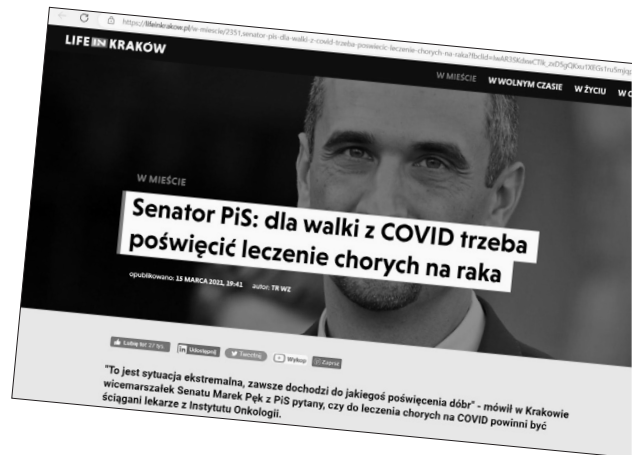 https://lifeinkrakow.pl/w-miescie/2351,senator-pis-dla-walki-z-covid-trzeba-poswiecic-leczenie-chorych-na-raka?fbclid=
LIFE IN KRAKÓW
W MIEŚCIE W WOLNYM CZASIE W ŻYCIU
W MIEŚCIE
Senator PiS: dla walki z COVID trzeba
poświęcić leczenie chorych na raka
opublikowano: 15 MARCA 2021, 19:41 autor: TR WZ
Lubię to! 27 tys. Udostępnij Tweetnij Wykop Zapisz
"To jest sytuacja ekstremalna, zawsze dochodzi do jakiegoś poświęcenia dóbr" - mówił w Krakowie
wicemarszałek Senatu Marek Pęk z PiS pytany, czy do leczenia chorych na COVID powinni być
ściągani lekarze z Instytutu Onkologii.